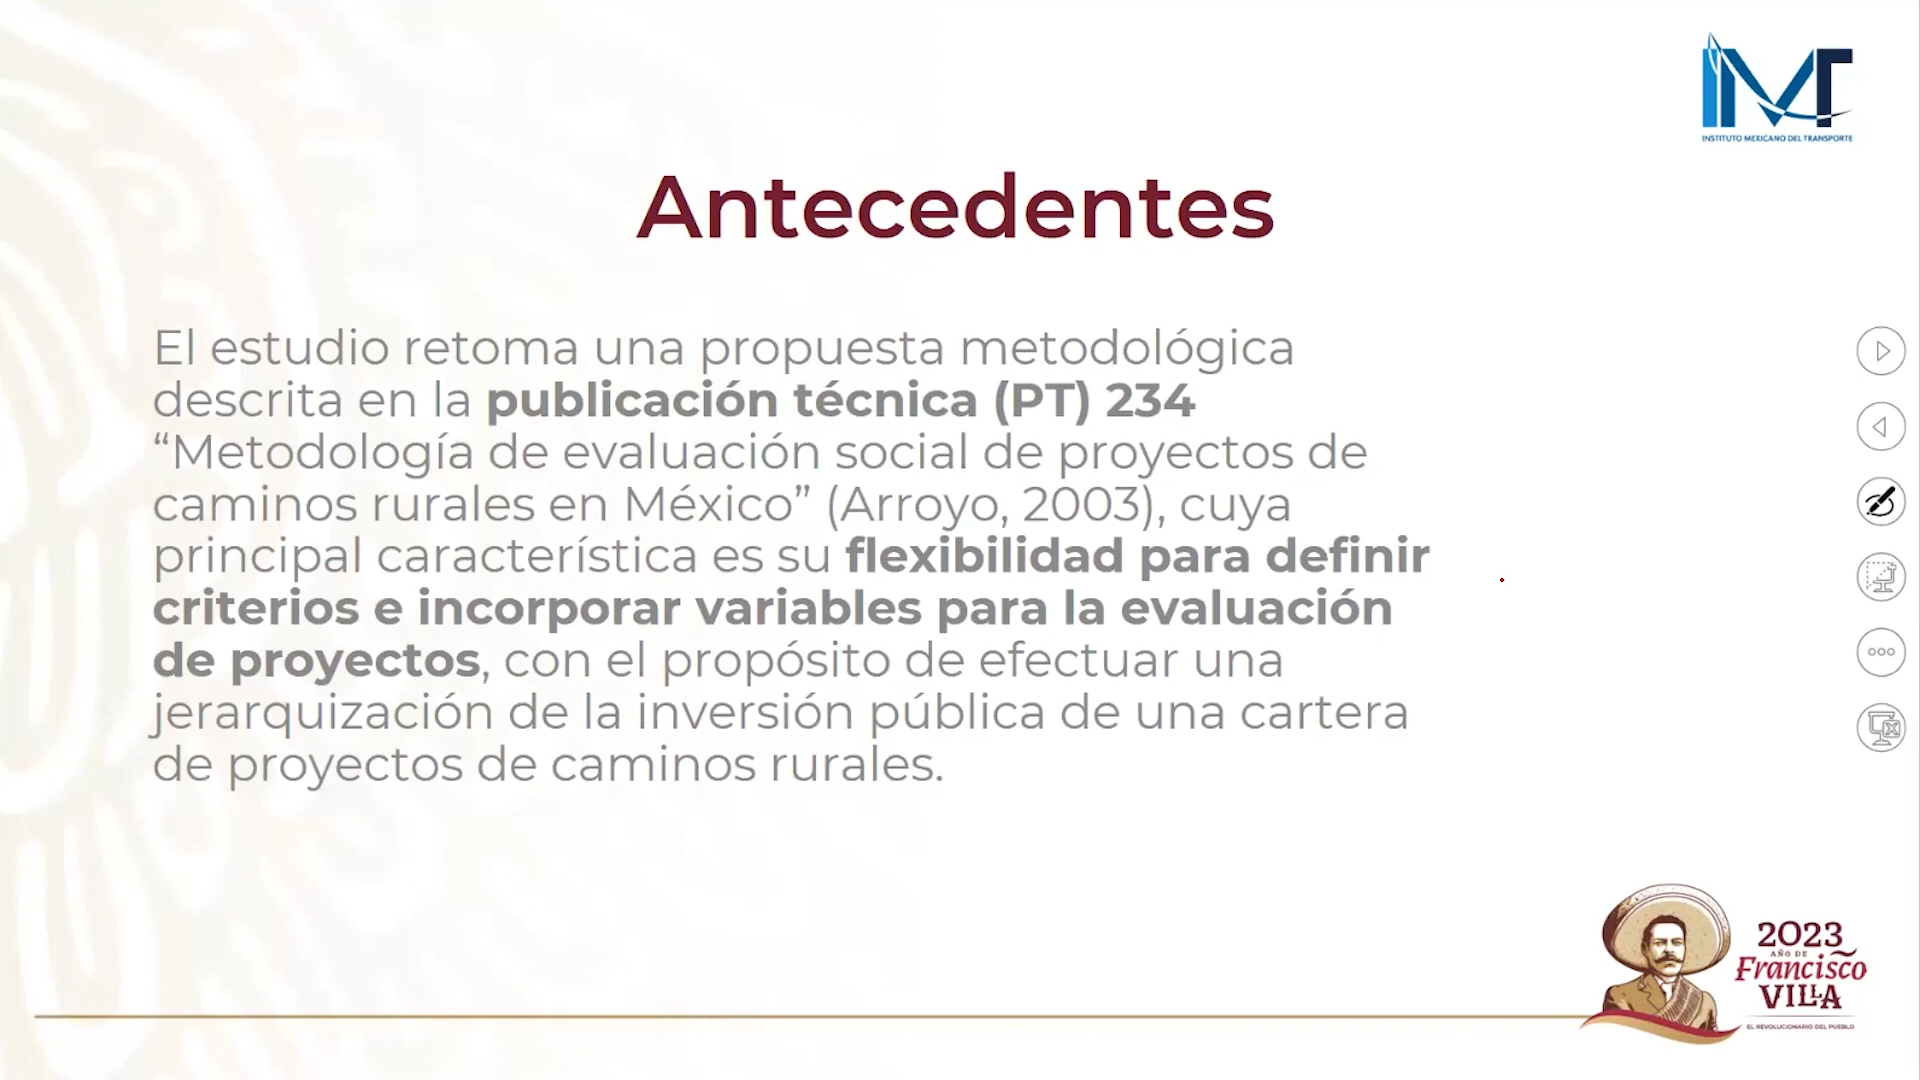 INSTITUTO MEXICANO DEL TRANSPORTE
Antecedentes
El estudio retoma una propuesta metodológica
descrita en la publicación técnica (PT) 234
“Metodología de evaluación social de proyectos de
caminos rurales en México” (Arroyo, 2003), cuya
principal característica es su flexibilidad para definir
criterios e incorporar variables para la evaluación
de proyectos, con el propósito de efectuar una
jerarquización de la inversión pública de una cartera
de proyectos de caminos rurales.
2023
AÑO DE
Francisco
VILLA
EL REVOLUCIONARIO DEL PUEBLO